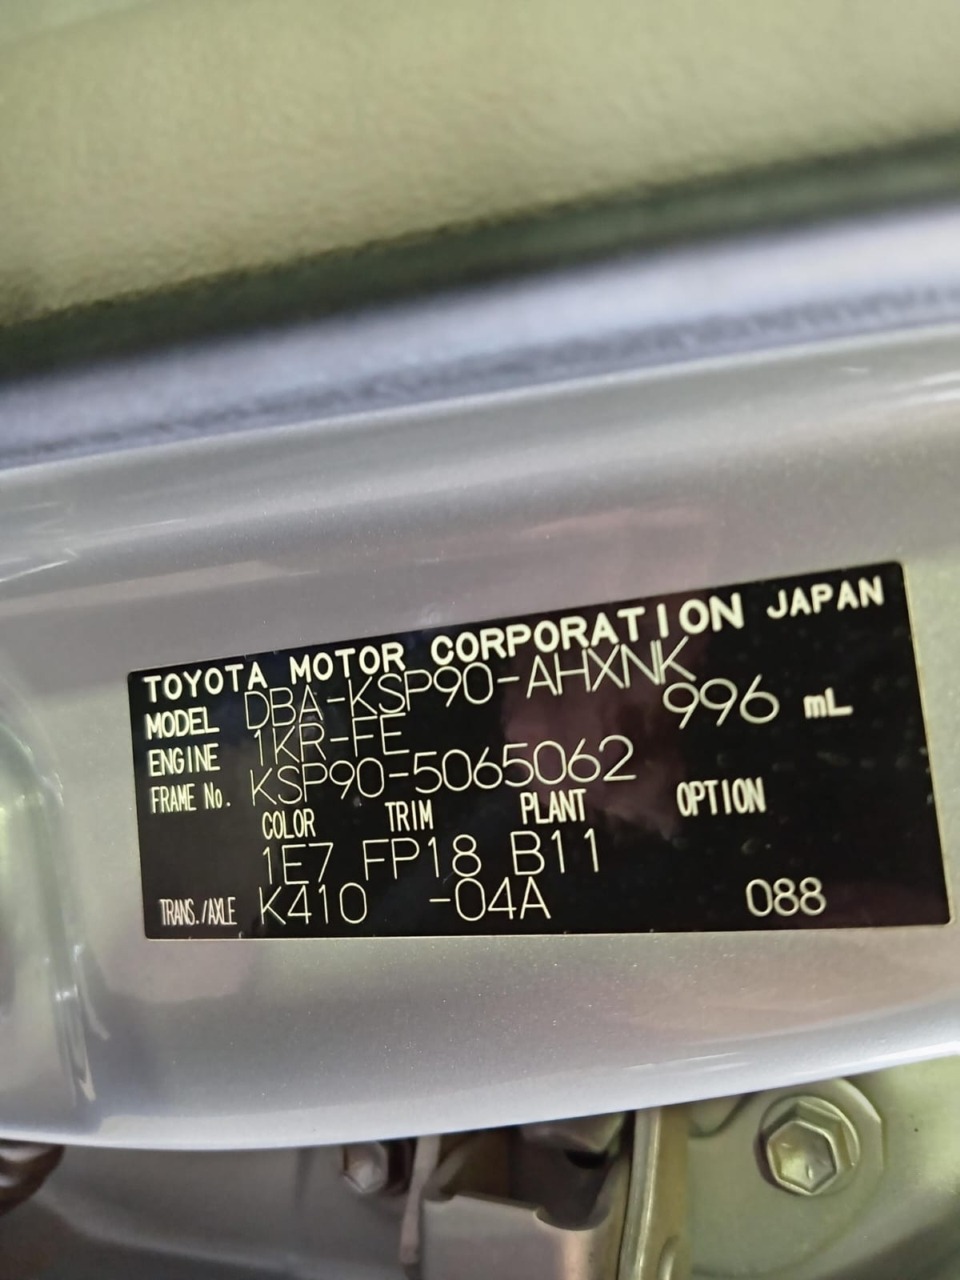 TOYOTA MOTOR CORPORATION JAPAN
MODEL DBA-KSP90-AHXNK
ENGINE 1KR-FE 996 mL
FRAME No. KSP90-5065062
COLOR TRIM PLANT OPTION
1E7 FP18 B11
TRANS./AXLE K410 -04A 088